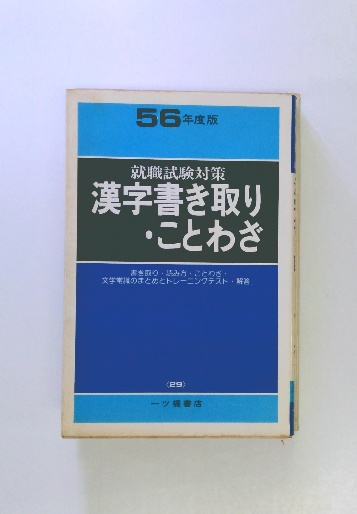 56年度版
就職試験対策
漢字書き取り
・ことわざ
書き取り・読み方・ことわざ・
文学常識のまとめとトレーニングテスト・解答
(29)
一ツ橋書店